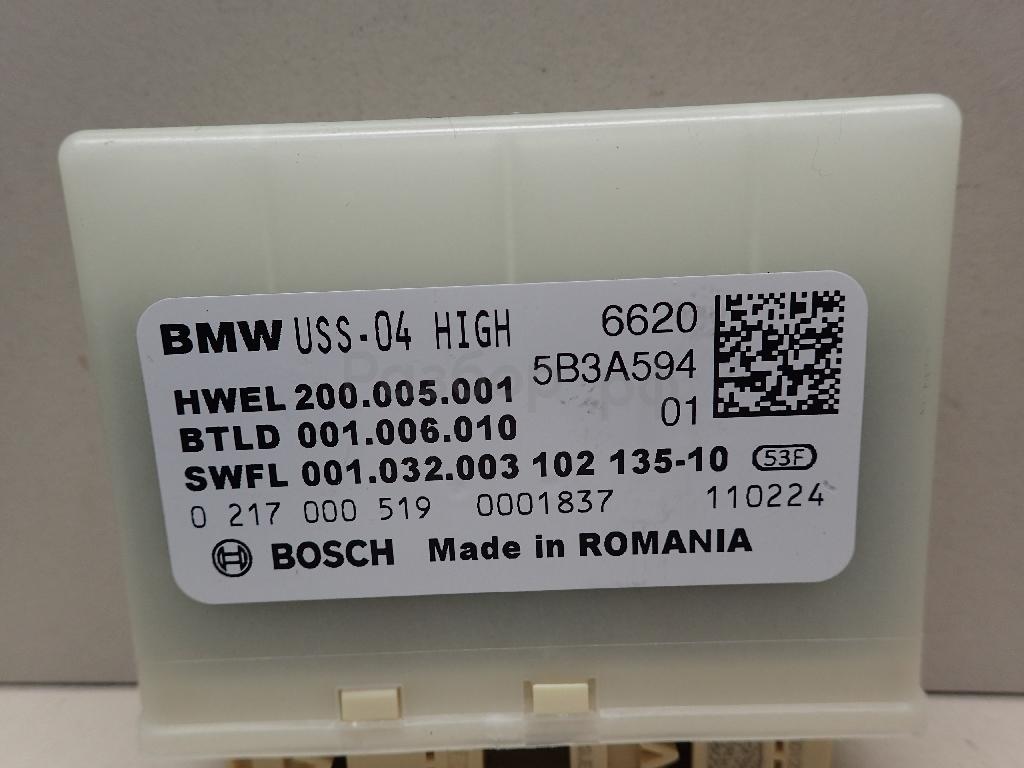 BMW USS-04 HIGH 6620
5B3A594
HWEL 200.005.001 01
BTLD 001.006.010
SWFL 001.032.003 102 135-10 53F
0 217 000 519 0001837 110224
H BOSCH Made in ROMANIA